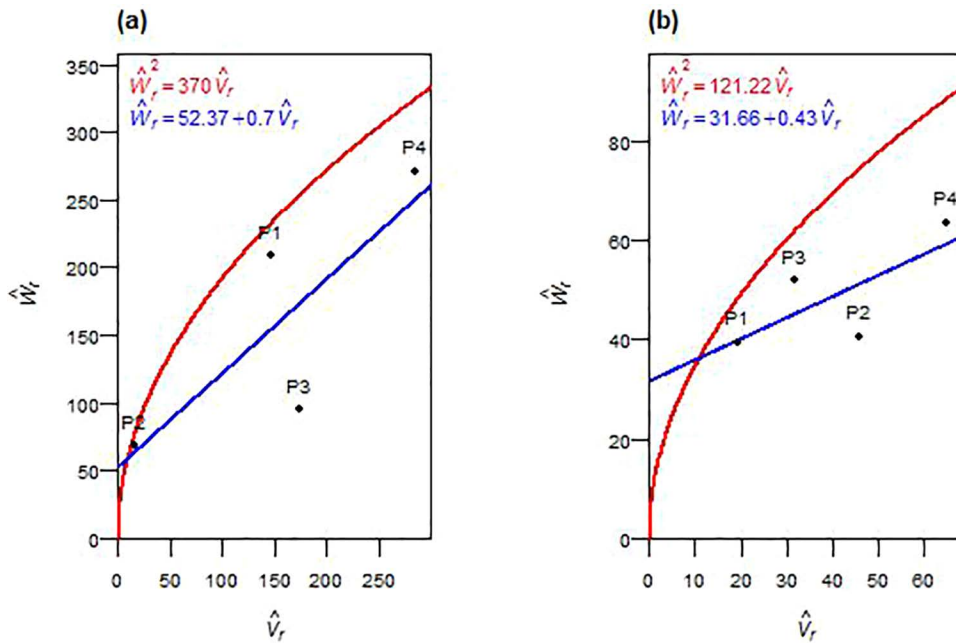 (a)
Ŵr² = 370 V̂r
Ŵr = 52.37 + 0.7 V̂r
350
300
250
200
150
100
50
0
P4
P1
P3
P2
0 50 100 150 200 250
Ŵr
V̂r
(b)
Ŵr² = 121.22 V̂r
Ŵr = 31.66 + 0.43 V̂r
80
60
40
20
0
P4
P3
P1
P2
0 10 20 30 40 50 60
Ŵr
V̂r